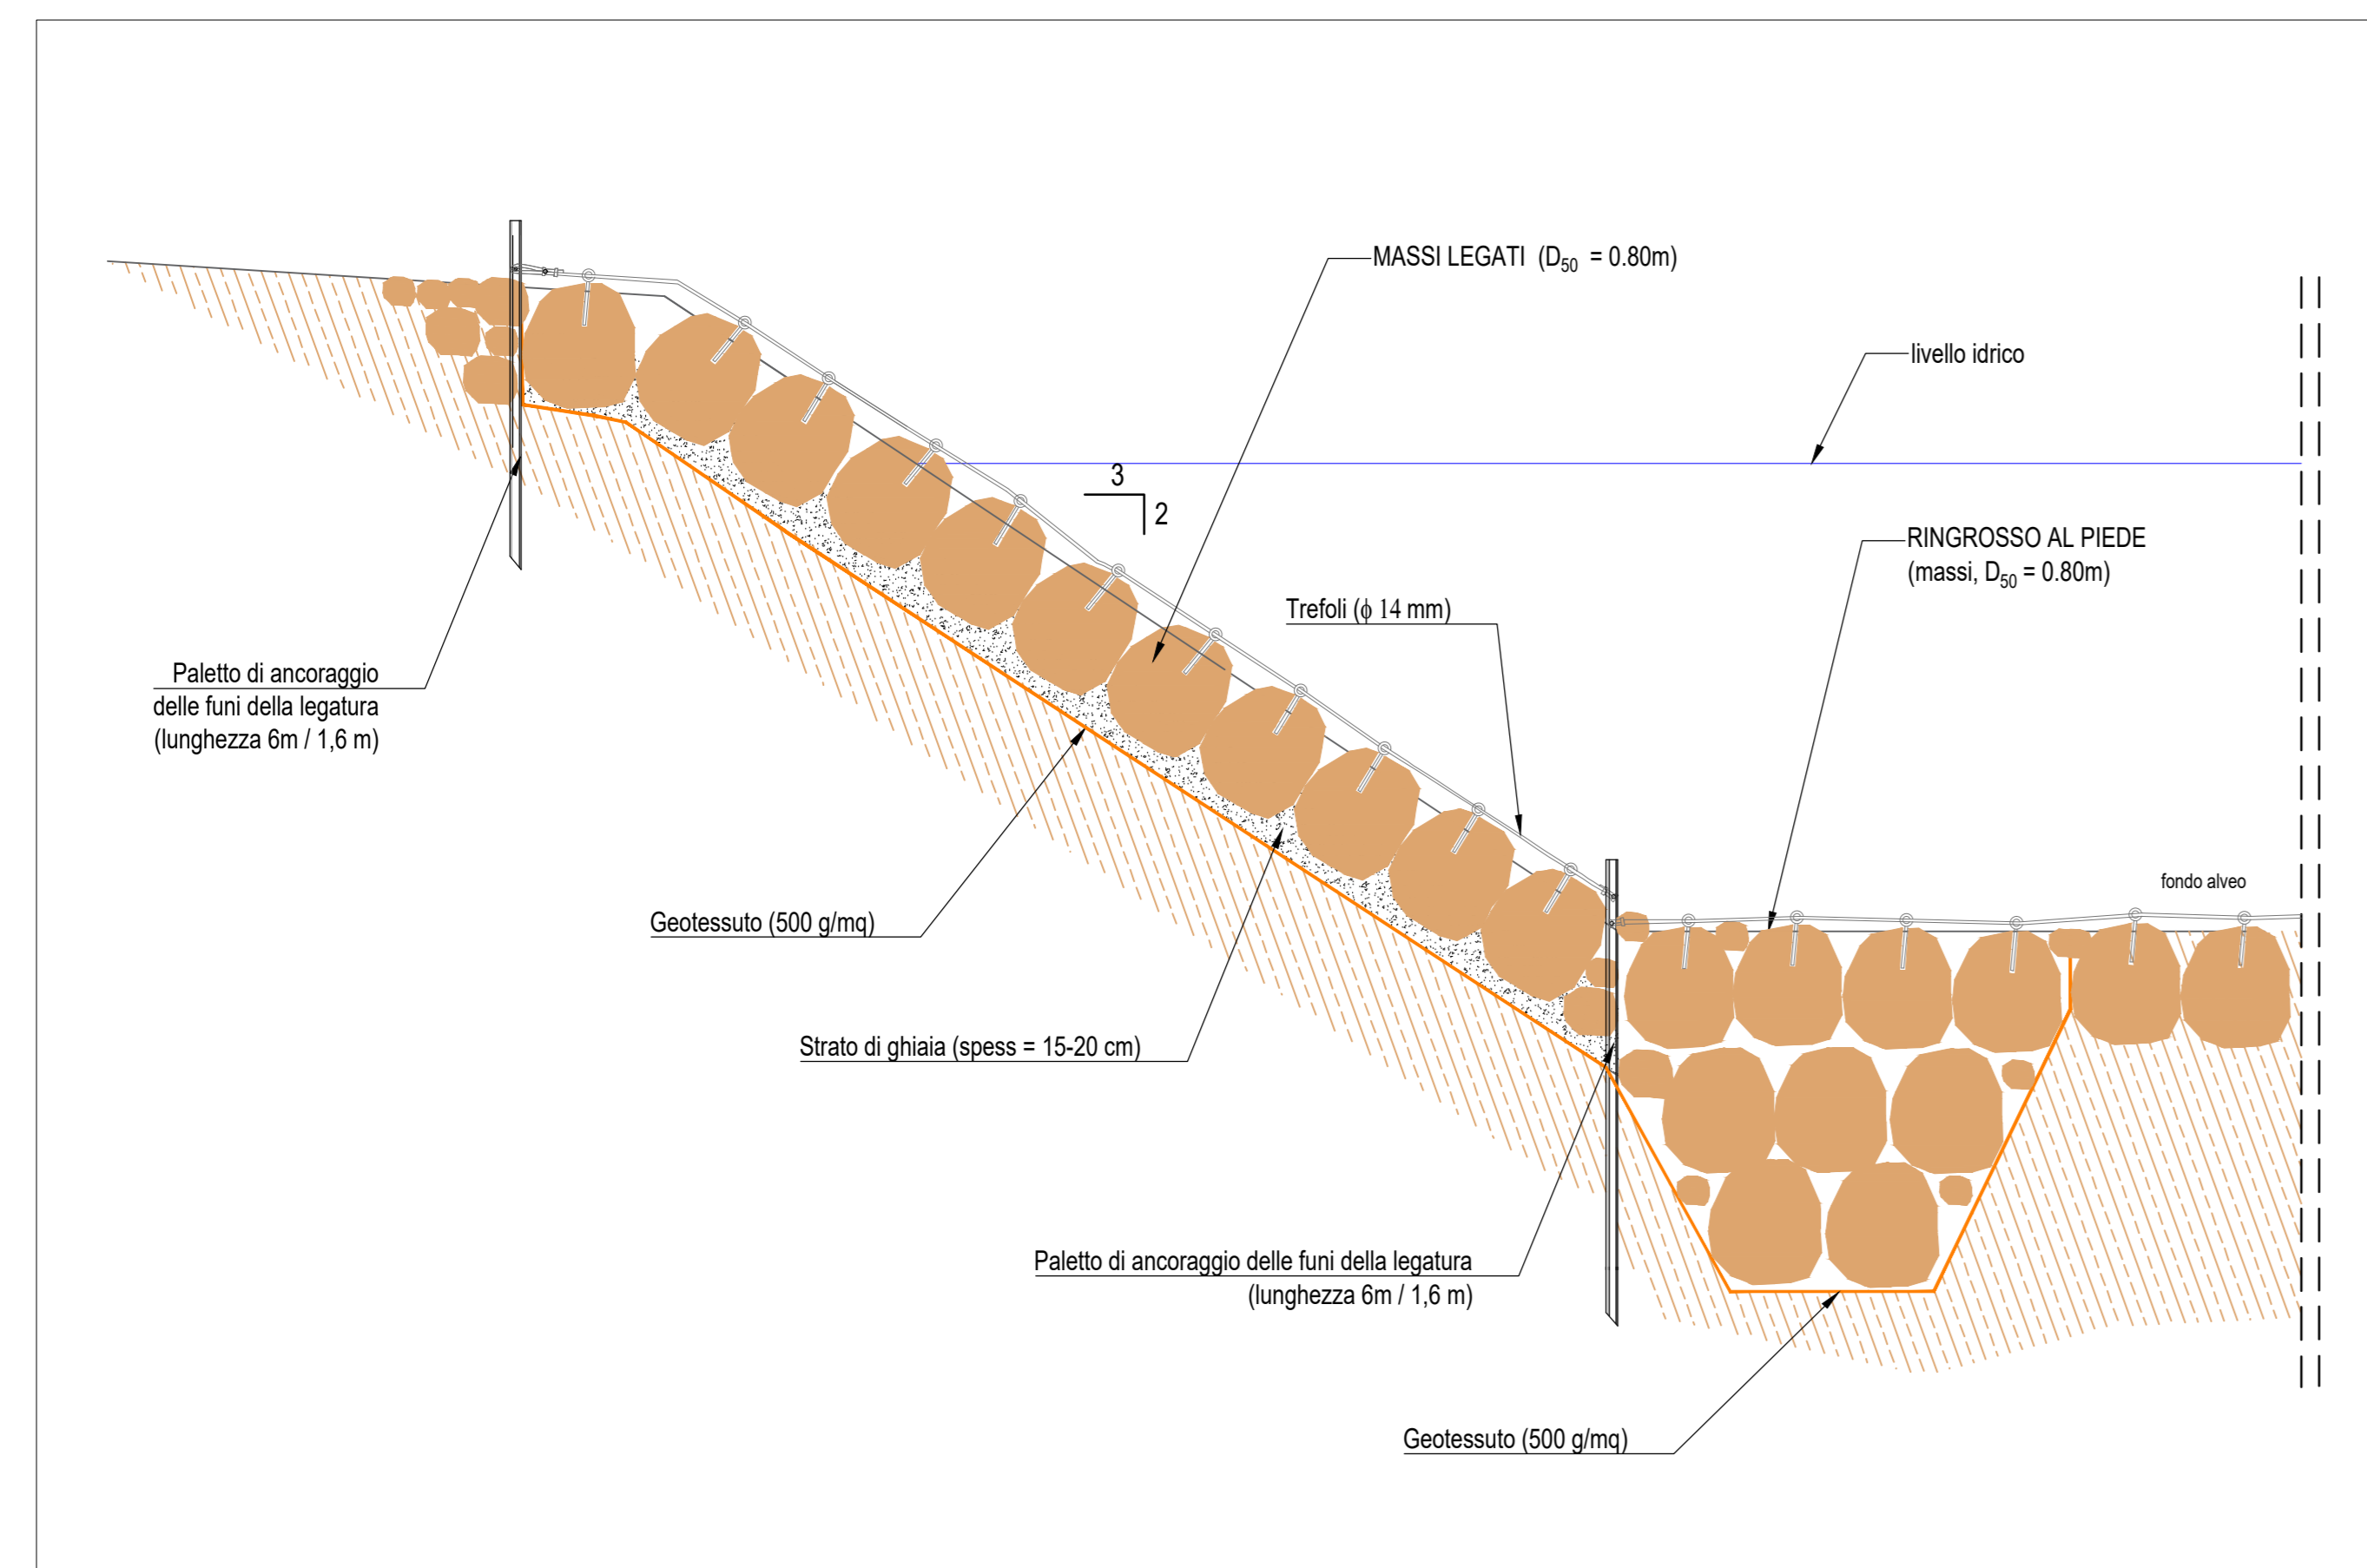 MASSI LEGATI (D50 = 0.80m)
livello idrico
3
2
RINGROSSO AL PIEDE
(massi, D50 = 0.80m)
Trefoli (ϕ 14 mm)
Paletto di ancoraggio
delle funi della legatura
(lunghezza 6m / 1,6 m)
fondo alveo
Geotessuto (500 g/mq)
Strato di ghiaia (spess = 15-20 cm)
Paletto di ancoraggio delle funi della legatura
(lunghezza 6m / 1,6 m)
Geotessuto (500 g/mq)